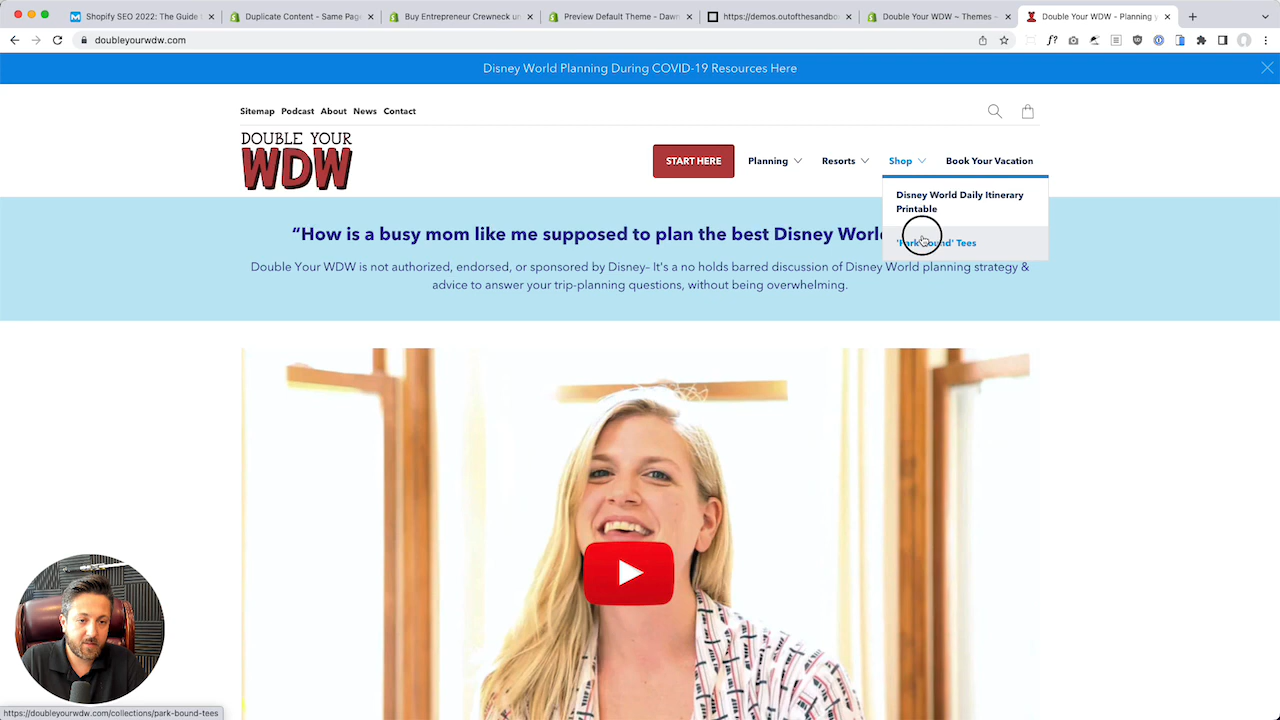 Shopify SEO 2022: The Guide
Duplicate Content - Same Pag
Buy Entrepreneur Crewneck un
Preview Default Theme - Dawn
https://demos.outofthesandbo
Double Your WDW ~ Themes ~
Double Your WDW - Planning y
doubleyourwdw.com
Disney World Planning During COVID-19 Resources Here
Sitemap Podcast About News Contact
DOUBLE YOUR
WDW
START HERE Planning Resorts Shop Book Your Vacation
Disney World Daily Itinerary
Printable
'Park Bound' Tees
“How is a busy mom like me supposed to plan the best Disney Worl
Double Your WDW is not authorized, endorsed, or sponsored by Disney– It's a no holds barred discussion of Disney World planning strategy &
advice to answer your trip-planning questions, without being overwhelming.
https://doubleyourwdw.com/collections/park-bound-tees